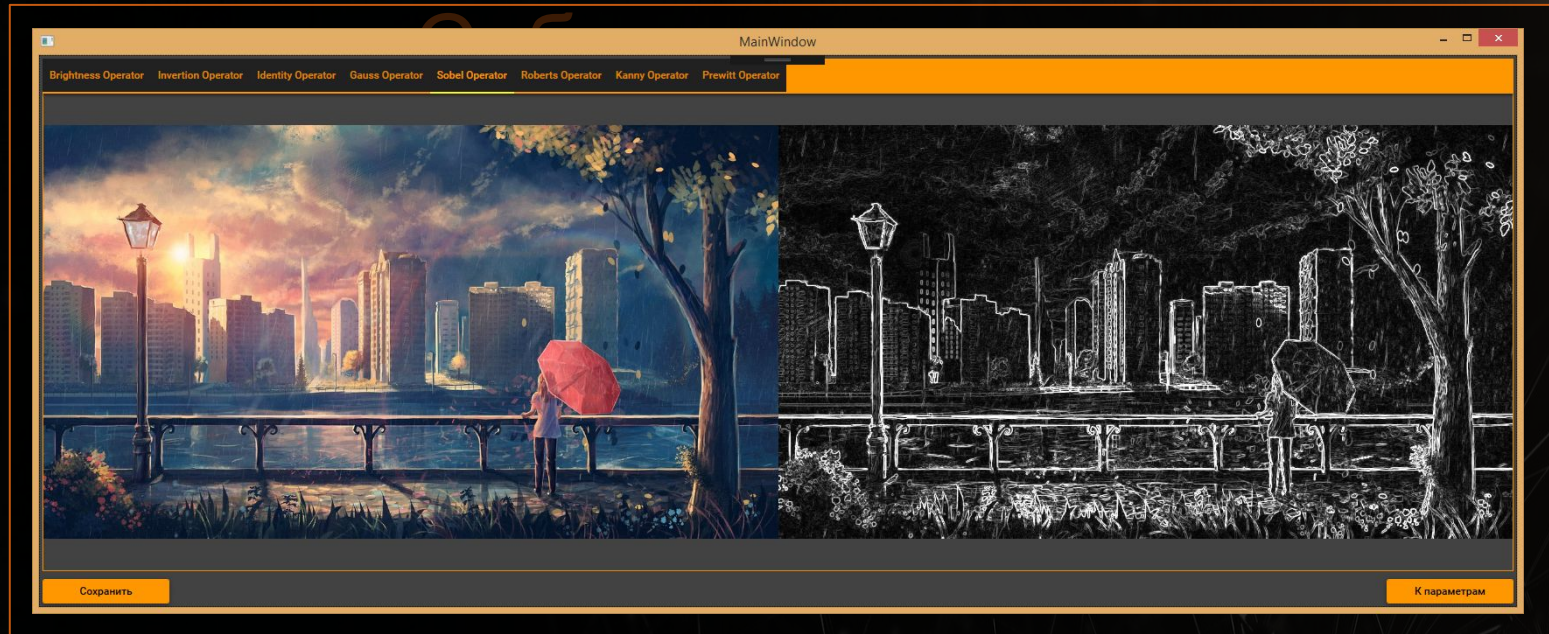 MainWindow
Brightness Operator Invertion Operator Identity Operator Gauss Operator Sobel Operator Roberts Operator Kanny Operator Prewitt Operator
Сохранить К параметрам